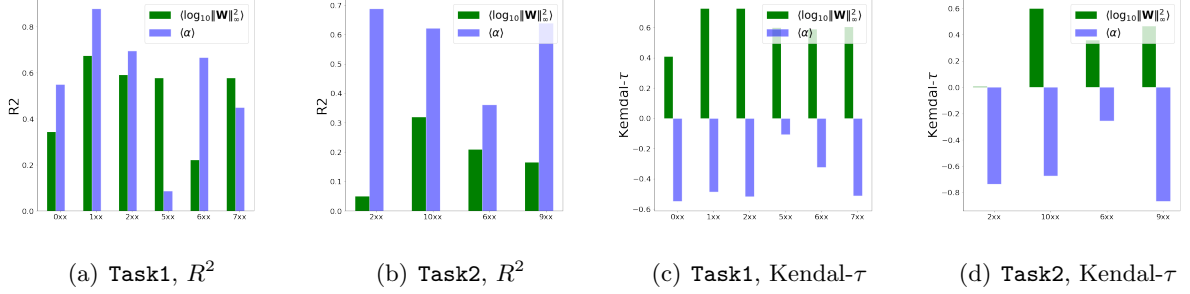 ⟨log₁₀‖W‖²∞⟩
⟨α⟩
R2
0.8
0.6
0.4
0.2
0.0
0xx 1xx 2xx 5xx 6xx 7xx
(a) Task1, R²
⟨log₁₀‖W‖²∞⟩
⟨α⟩
R2
0.7
0.6
0.5
0.4
0.3
0.2
0.1
0.0
2xx 10xx 6xx 9xx
(b) Task2, R²
⟨log₁₀‖W‖²∞⟩
⟨α⟩
Kemdal-τ
0.6
0.4
0.2
0.0
−0.2
−0.4
−0.6
0xx 1xx 2xx 5xx 6xx 7xx
(c) Task1, Kendal-τ
⟨log₁₀‖W‖²∞⟩
⟨α⟩
Kemdal-τ
0.6
0.4
0.2
0.0
−0.2
−0.4
−0.6
−0.8
2xx 10xx 6xx 9xx
(d) Task2, Kendal-τ